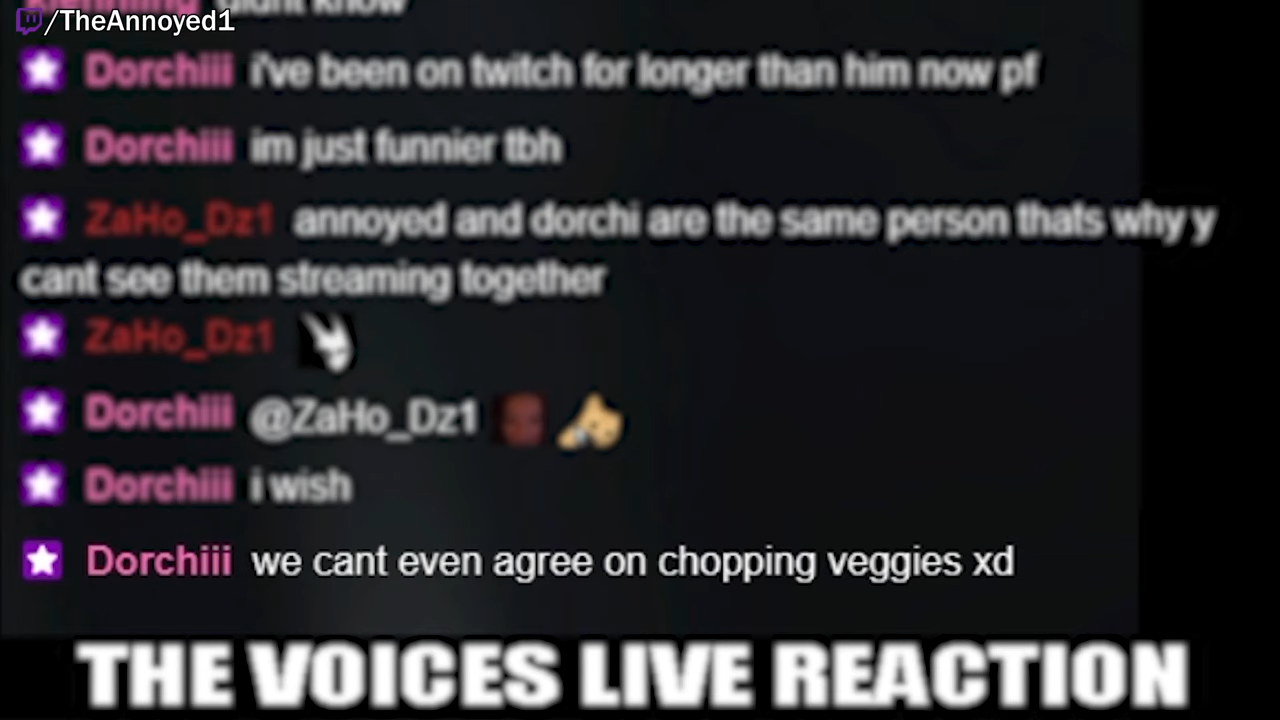 /TheAnnoyed1
didnt know
Dorchiii i've been on twitch for longer than him now pf
Dorchiii im just funnier tbh
ZaHo_Dz1 annoyed and dorchi are the same person thats why y
cant see them streaming together
ZaHo_Dz1
Dorchiii @ZaHo_Dz1
Dorchiii i wish
Dorchiii we cant even agree on chopping veggies xd
THE VOICES LIVE REACTION